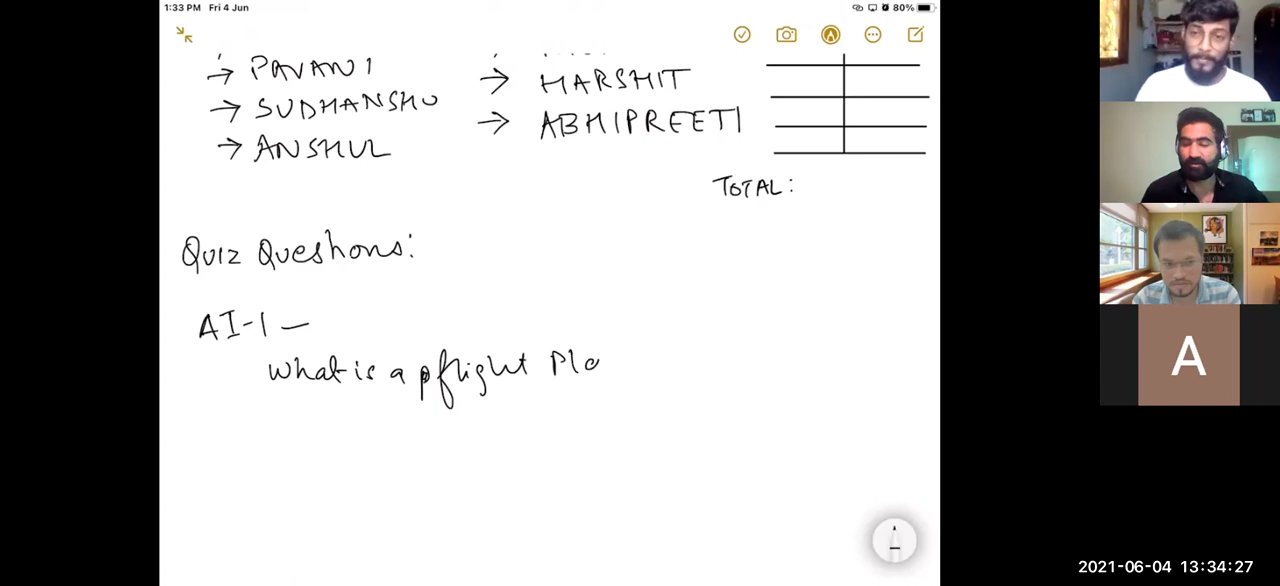 1:33 PM Fri 4 Jun
80%
→ PAVANI
→ SUDHANSHU
→ ANSHUL
→ HARSHIT
→ ABHIPREETI
TOTAL:
Quiz Questions:
AI-1 —
What is a flight Pla
A
2021-06-04 13:34:27